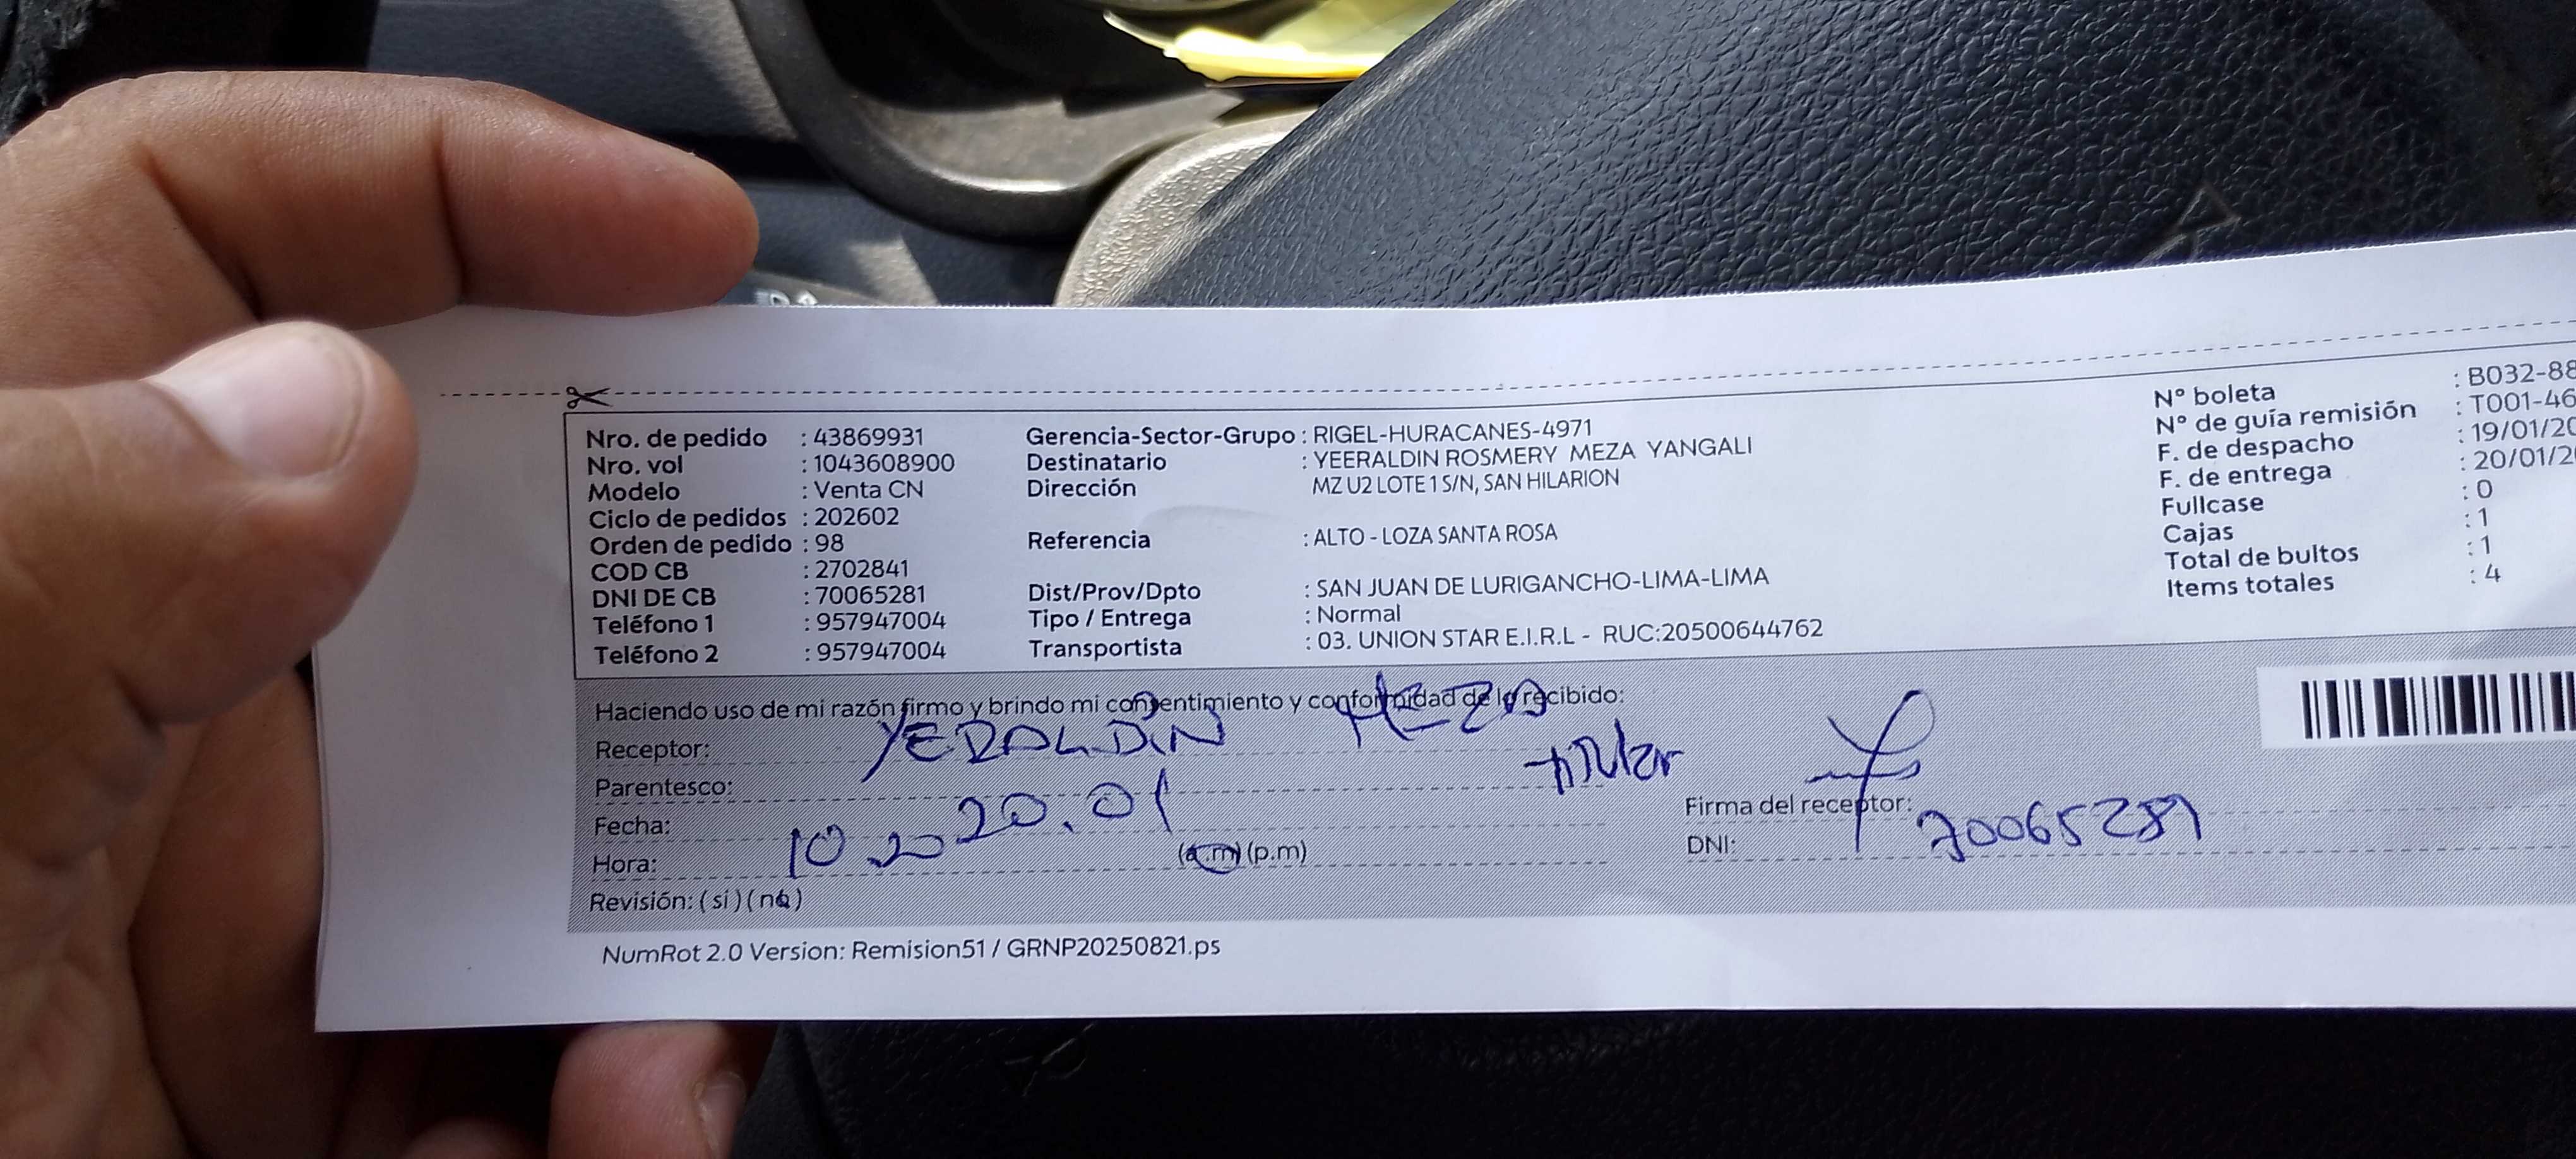 Nro. de pedido : 43869931
Nro. vol : 1043608900
Modelo : Venta CN
Ciclo de pedidos : 202602
Orden de pedido : 98
COD CB : 2702841
DNI DE CB : 70065281
Teléfono 1 : 957947004
Teléfono 2 : 957947004
Gerencia-Sector-Grupo : RIGEL-HURACANES-4971
Destinatario : YEERALDIN ROSMERY MEZA YANGALI
Dirección MZ U2 LOTE 1 S/N, SAN HILARION
Referencia : ALTO - LOZA SANTA ROSA
Dist/Prov/Dpto : SAN JUAN DE LURIGANCHO-LIMA-LIMA
Tipo / Entrega : Normal
Transportista : 03. UNION STAR E.I.R.L - RUC:20500644762
N° boleta : B032-88
N° de guía remisión : T001-46
F. de despacho : 19/01/20
F. de entrega : 20/01/2
Fullcase : 0
Cajas : 1
Total de bultos : 1
Items totales : 4
Haciendo uso de mi razón firmo y brindo mi consentimiento y conformidad de lo recibido:
Receptor: YERALDIN MEZA
Parentesco: titular
Fecha: 20.01
Hora: 10 20 (a.m) (p.m)
Revisión: (si) (no)
Firma del receptor:
DNI: 70065281
NumRot 2.0 Version: Remision51 / GRNP20250821.ps